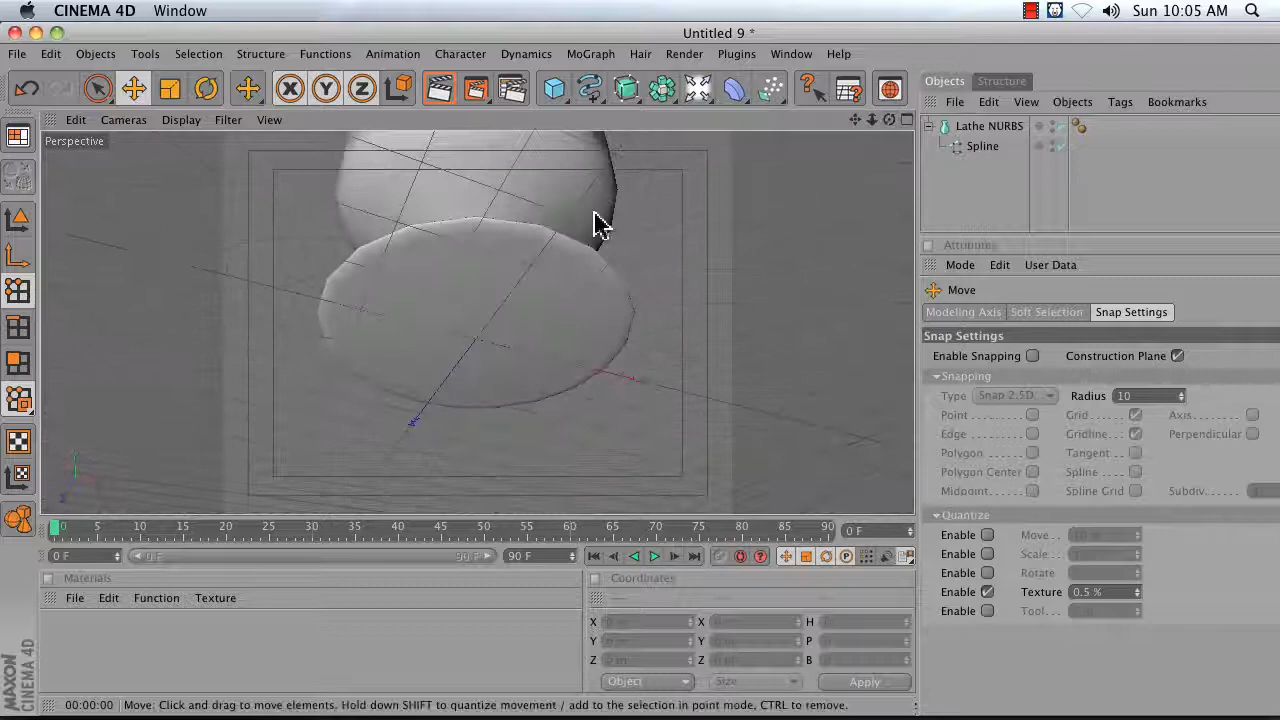 CINEMA 4D Window Sun 10:05 AM
Untitled 9 *
File Edit Objects Tools Selection Structure Functions Animation Character Dynamics MoGraph Hair Render Plugins Window Help
Objects Structure
File Edit View Objects Tags Bookmarks
Edit Cameras Display Filter View
Lathe NURBS
Perspective
Spline
Attribute
Mode Edit User Data
Move
Modeling Axis Soft Selection Snap Settings
Snap Settings
Enable Snapping Construction Plane
Snapping
Type Snap 2.5D Radius 10
Point Grid Axis
Edge Gridline Perpendicular
Polygon Tangent
Polygon Center Spline
Midpoint Spline Grid Subdiv.
Quantize
Enable Move
Enable Scale
Enable Rotate
Enable Texture 0.5 %
Enable Tool
0 5 10 15 20 25 30 35 40 45 50 55 60 65 70 75 80 85 90 0 F
0 F 0 F 90 F 90 F
Materials Coordinates
File Edit Function Texture
X 0 m X 0 m H
Y 0 m Y 0 m P
Z 0 m Z 0 m B
Object Size Apply
MAXON CINEMA 4D
00:00:00 Move: Click and drag to move elements. Hold down SHIFT to quantize movement / add to the selection in point mode, CTRL to remove.